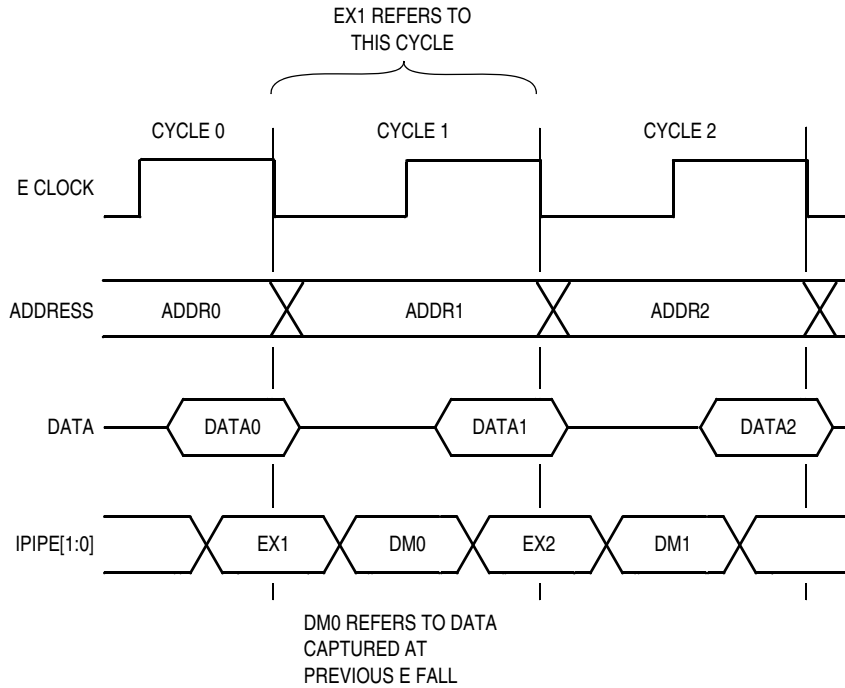 EX1 REFERS TO
THIS CYCLE
CYCLE 0 CYCLE 1 CYCLE 2
E CLOCK
ADDRESS ADDR0 ADDR1 ADDR2
DATA DATA0 DATA1 DATA2
IPIPE[1:0] EX1 DM0 EX2 DM1
DM0 REFERS TO DATA
CAPTURED AT
PREVIOUS E FALL